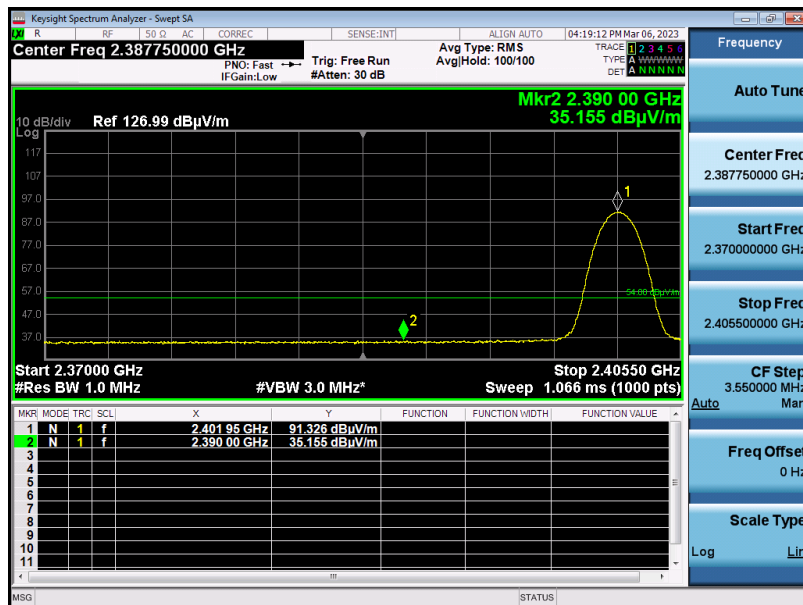 Keysight Spectrum Analyzer - Swept SA
LXI R RF 50 Ω AC CORREC SENSE:INT ALIGN AUTO 04:19:12 PM Mar 06, 2023
Center Freq 2.387750000 GHz
PNO: Fast
IFGain:Low
Trig: Free Run
#Atten: 30 dB
Avg Type: RMS
Avg|Hold: 100/100
TRACE 1 2 3 4 5 6
TYPE A W W W W W
DET A N N N N N
Mkr2 2.390 00 GHz
35.155 dBµV/m
10 dB/div Ref 126.99 dBµV/m
Log
117
107
97.0
87.0
77.0
67.0
57.0
47.0
37.0
1
2
54.00 dBµV/m
Start 2.37000 GHz Stop 2.40550 GHz
#Res BW 1.0 MHz #VBW 3.0 MHz* Sweep 1.066 ms (1000 pts)
MKR MODE TRC SCL X Y FUNCTION FUNCTION WIDTH FUNCTION VALUE
1 N 1 f 2.401 95 GHz 91.326 dBµV/m
2 N 1 f 2.390 00 GHz 35.155 dBµV/m
3
4
5
6
7
8
9
10
11
MSG STATUS
Frequency
Auto Tune
Center Freq
2.387750000 GHz
Start Freq
2.370000000 GHz
Stop Freq
2.405500000 GHz
CF Step
3.550000 MHz
Auto Man
Freq Offset
0 Hz
Scale Type
Log Lin